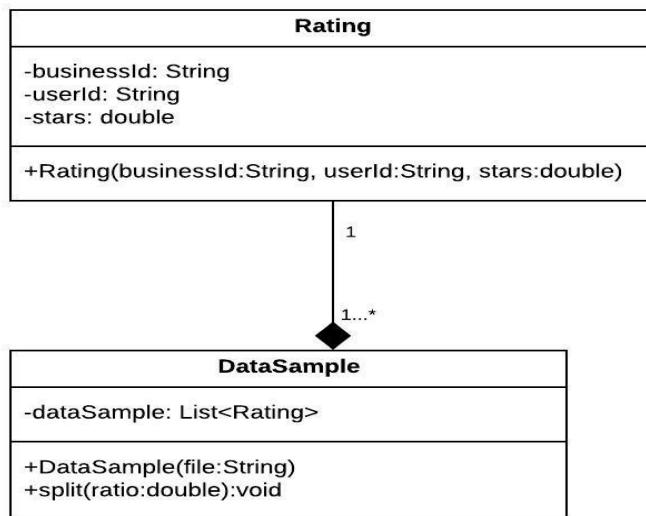 Rating
-businessId: String
-userId: String
-stars: double
+Rating(businessId:String, userId:String, stars:double)
1
1...*
DataSample
-dataSample: List<Rating>
+DataSample(file:String)
+split(ratio:double):void